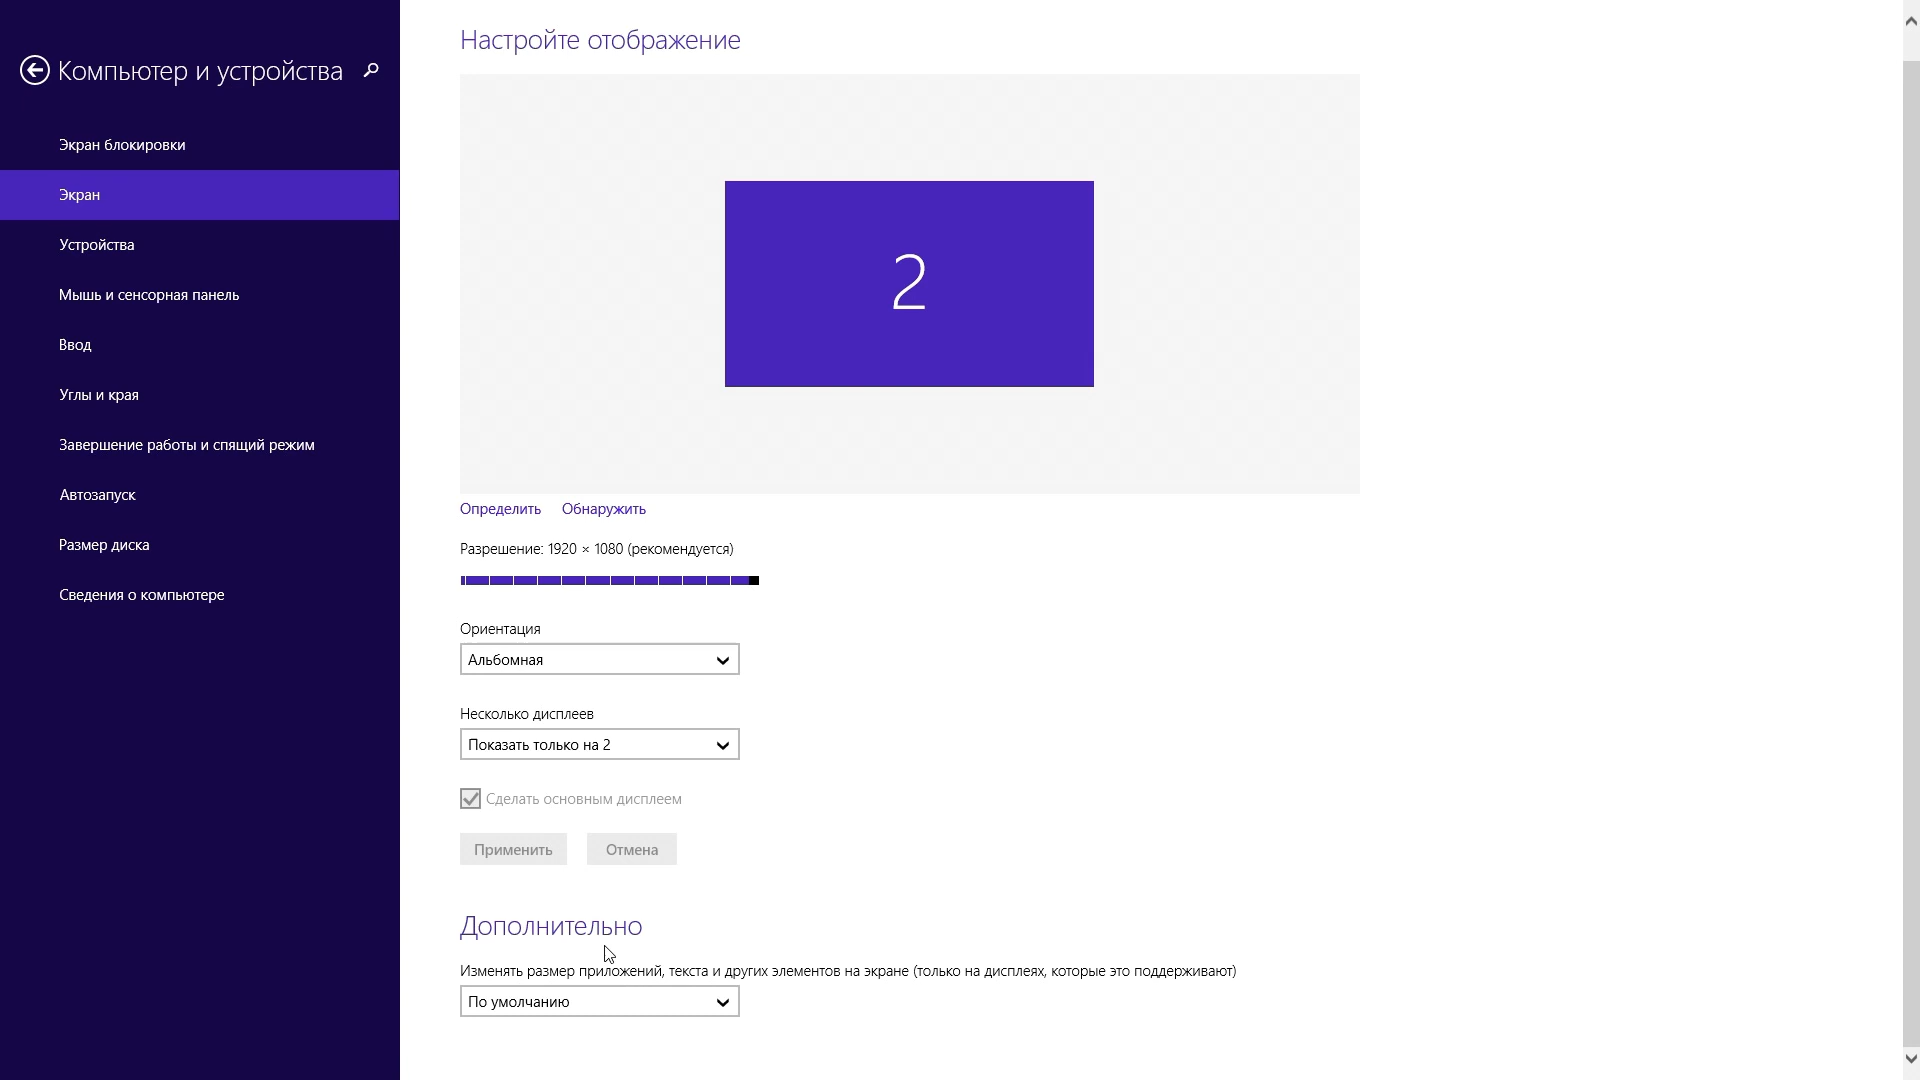 Компьютер и устройства
Экран блокировки
Экран
Устройства
Мышь и сенсорная панель
Ввод
Углы и края
Завершение работы и спящий режим
Автозапуск
Размер диска
Сведения о компьютере
Настройте отображение
2
Определить Обнаружить
Разрешение: 1920 × 1080 (рекомендуется)
Ориентация
Альбомная
Несколько дисплеев
Показать только на 2
Сделать основным дисплеем
Применить Отмена
Дополнительно
Изменять размер приложений, текста и других элементов на экране (только на дисплеях, которые это поддерживают)
По умолчанию